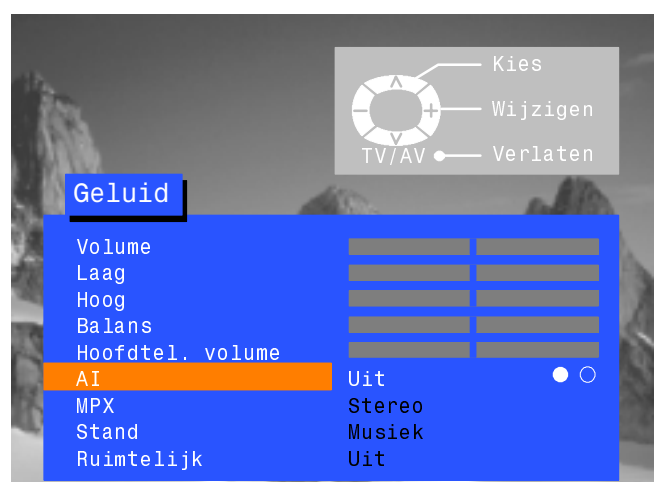 Kies
Wijzigen
TV/AV Verlaten
Geluid
Volume
Laag
Hoog
Balans
Hoofdtel. volume
AI Uit
MPX Stereo
Stand Musiek
Ruimtelijk Uit